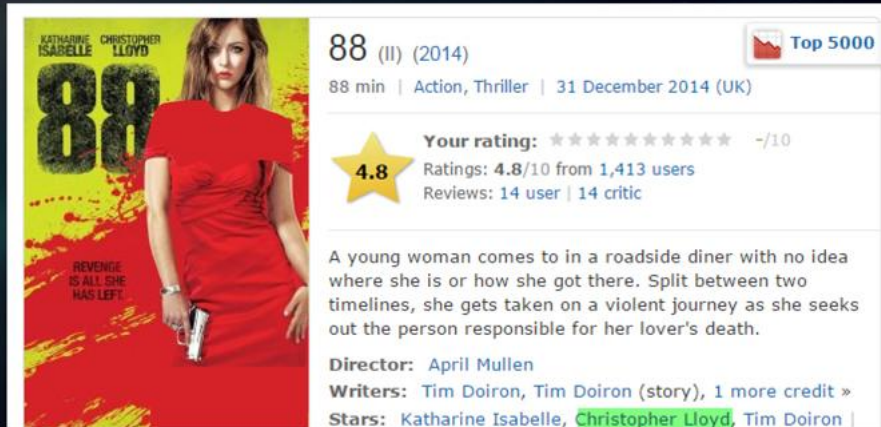 KATHARINE CHRISTOPHER
ISABELLE LLOYD
88
REVENGE
IS ALL SHE
HAS LEFT.
88 (II) (2014)
Top 5000
88 min | Action, Thriller | 31 December 2014 (UK)
4.8
Your rating: -/10
Ratings: 4.8/10 from 1,413 users
Reviews: 14 user | 14 critic
A young woman comes to in a roadside diner with no idea
where she is or how she got there. Split between two
timelines, she gets taken on a violent journey as she seeks
out the person responsible for her lover's death.
Director: April Mullen
Writers: Tim Doiron, Tim Doiron (story), 1 more credit »
Stars: Katharine Isabelle, Christopher Lloyd, Tim Doiron |